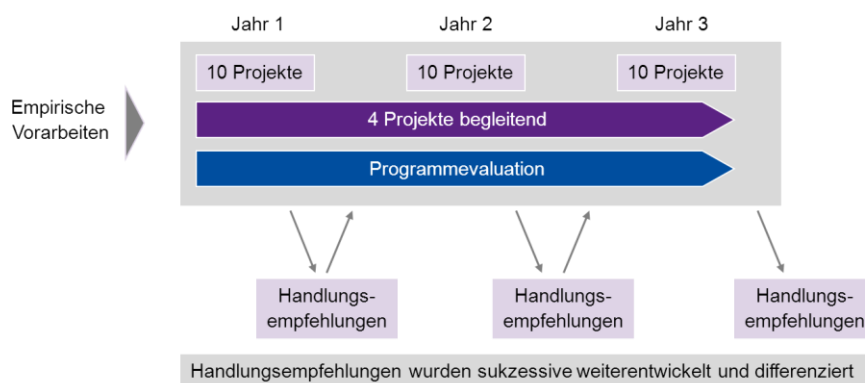 Jahr 1
Jahr 2
Jahr 3
10 Projekte
10 Projekte
10 Projekte
Empirische
Vorarbeiten
4 Projekte begleitend
Programmevaluation
Handlungs-
empfehlungen
Handlungs-
empfehlungen
Handlungs-
empfehlungen
Handlungsempfehlungen wurden sukzessive weiterentwickelt und differenziert